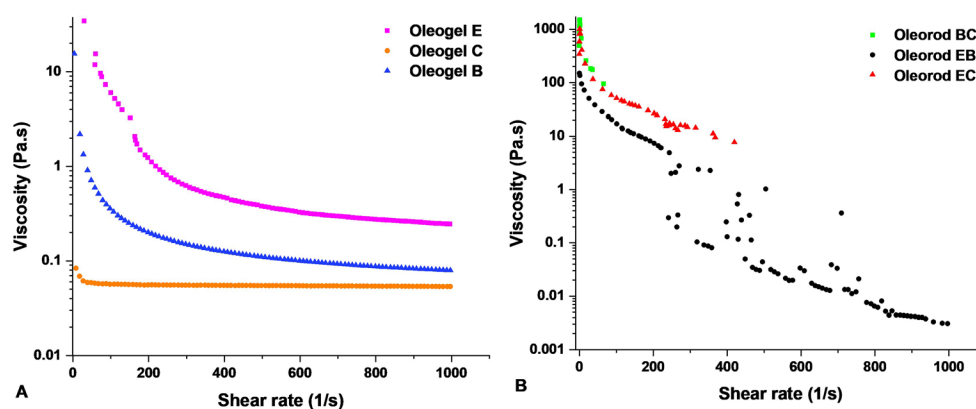 Oleogel E
Oleogel C
Oleogel B
10
1
0.1
0.01
Viscosity (Pa.s)
0 200 400 600 800 1000
Shear rate (1/s)
A
Oleorod BC
Oleorod EB
Oleorod EC
1000
100
10
1
0.1
0.01
0.001
Viscosity (Pa.s)
0 200 400 600 800 1000
Shear rate (1/s)
B